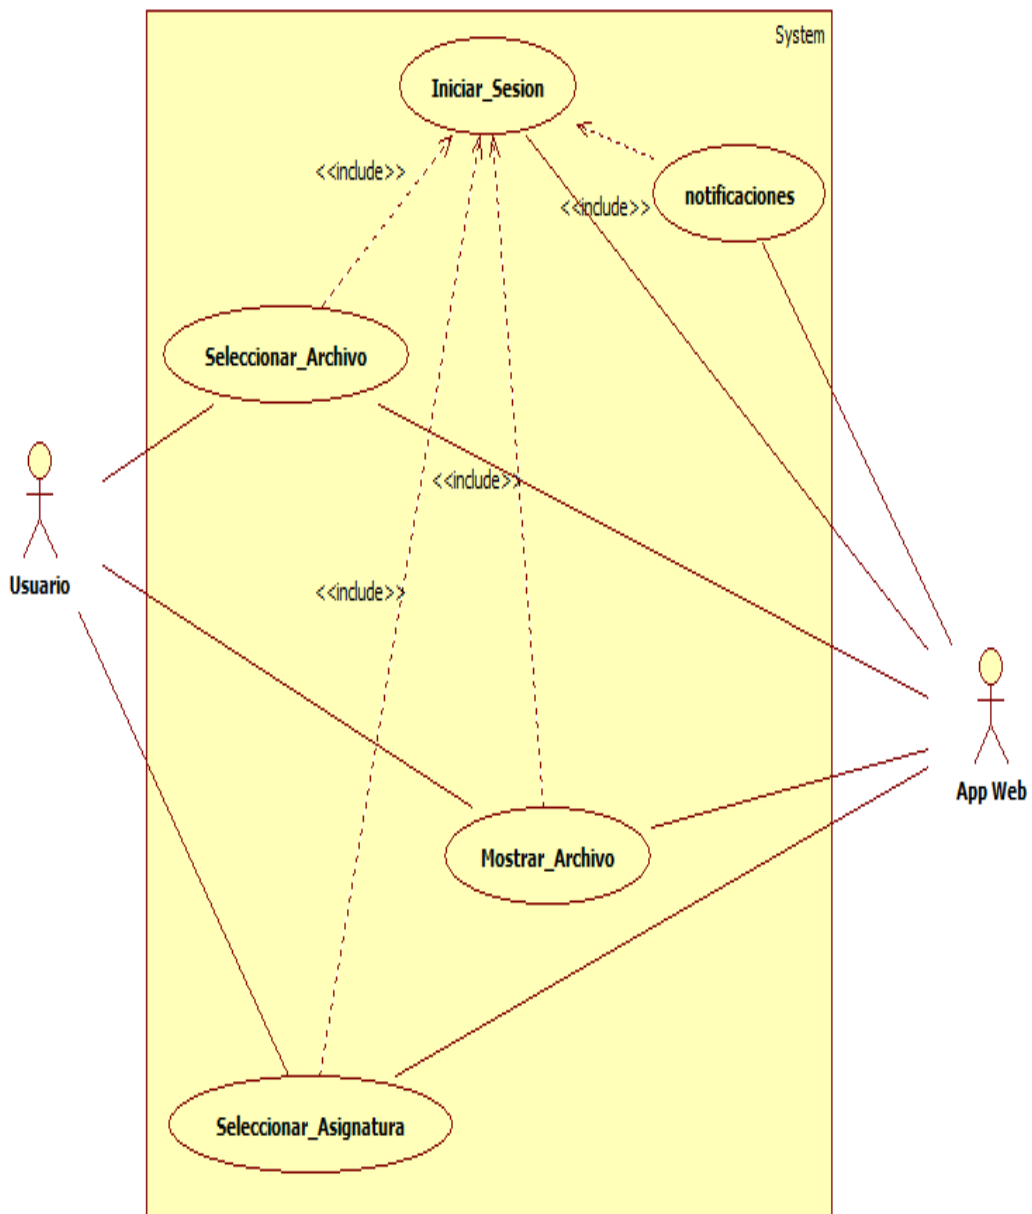 System
Iniciar_Sesion
<<include>>
notificaciones
<<include>>
Seleccionar_Archivo
<<include>>
Usuario
<<include>>
App Web
Mostrar_Archivo
Seleccionar_Asignatura